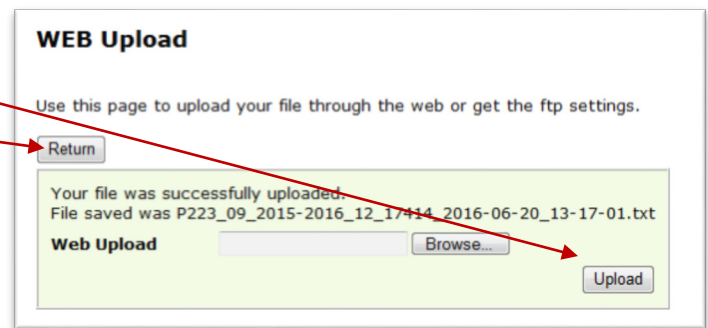 WEB Upload
Use this page to upload your file through the web or get the ftp settings.
Return
Your file was successfully uploaded.
File saved was P223_09_2015-2016_12_17414_2016-06-20_13-17-01.txt
Web Upload Browse...
Upload